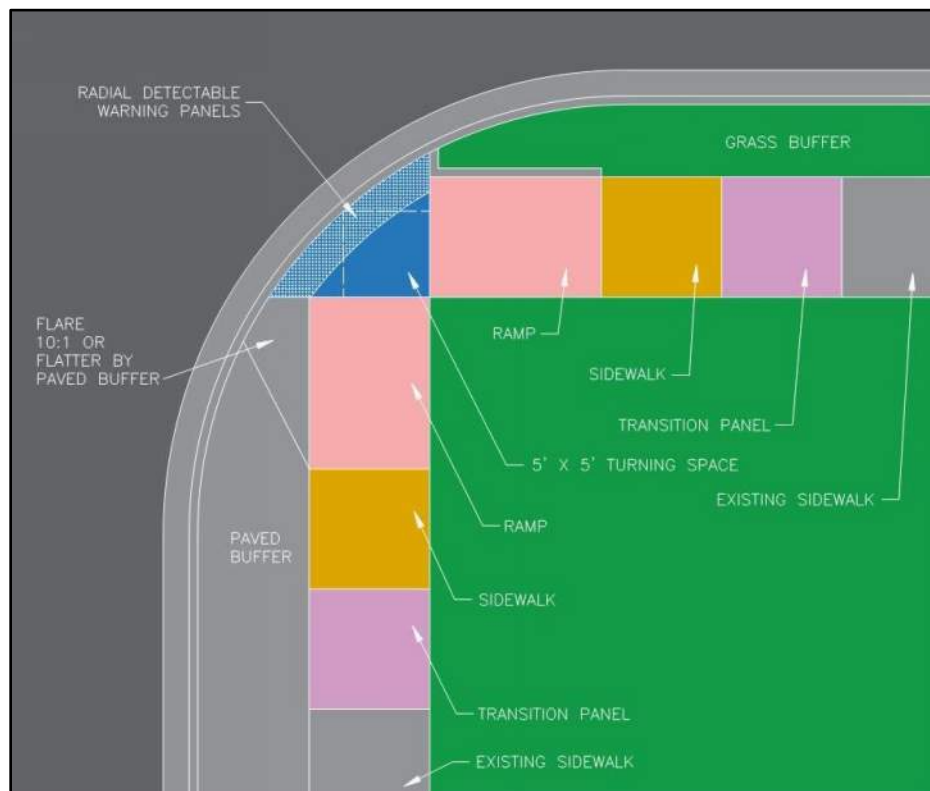 RADIAL DETECTABLE
WARNING PANELS
GRASS BUFFER
FLARE
10:1 OR
FLATTER BY
PAVED BUFFER
RAMP
SIDEWALK
TRANSITION PANEL
5' X 5' TURNING SPACE
EXISTING SIDEWALK
RAMP
PAVED
BUFFER
SIDEWALK
TRANSITION PANEL
EXISTING SIDEWALK